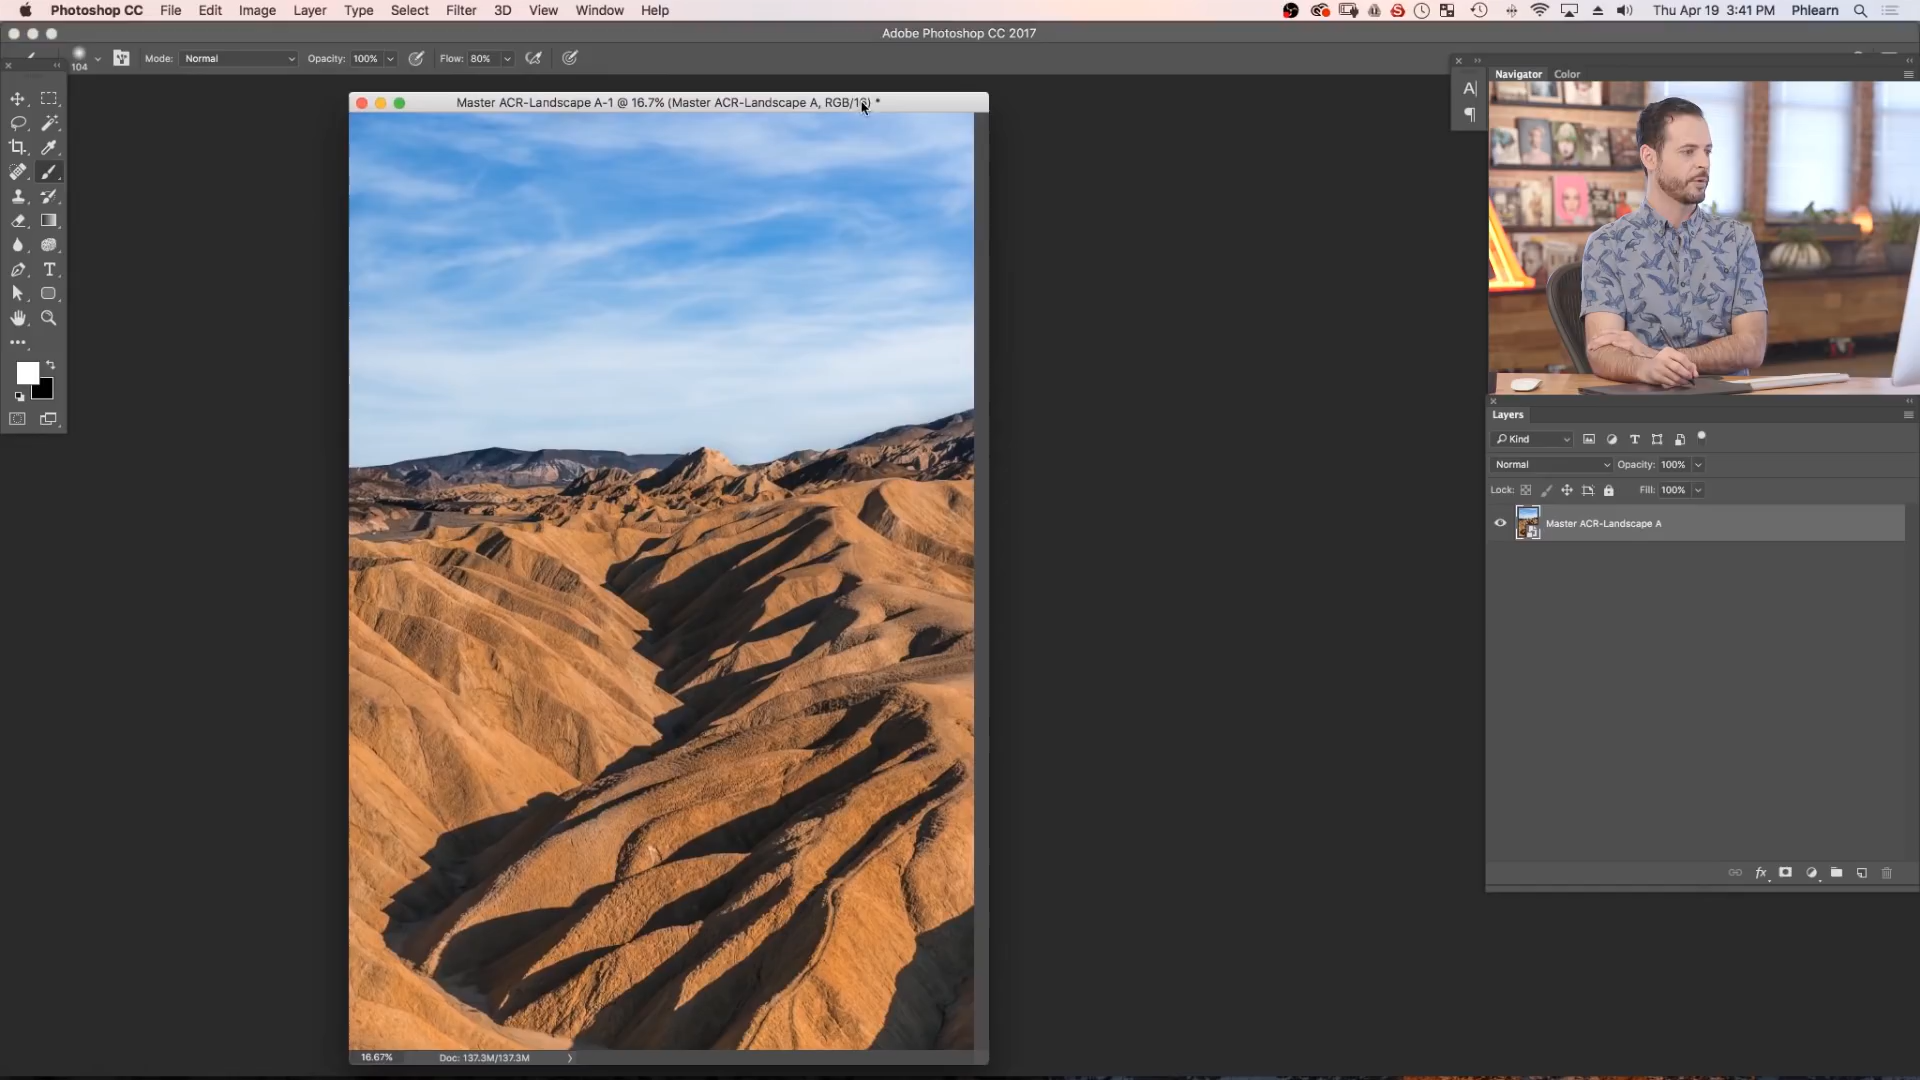 Photoshop CC File Edit Image Layer Type Select Filter 3D View Window Help Thu Apr 19 3:41 PM Phlearn
Adobe Photoshop CC 2017
104 Mode: Normal Opacity: 100% Flow: 80%
Master ACR-Landscape A-1 @ 16.7% (Master ACR-Landscape A, RGB/16) *
Navigator Color
A
Layers
Kind
Normal Opacity: 100%
Lock: Fill: 100%
Master ACR-Landscape A
fx
16.67% Doc: 137.3M/137.3M